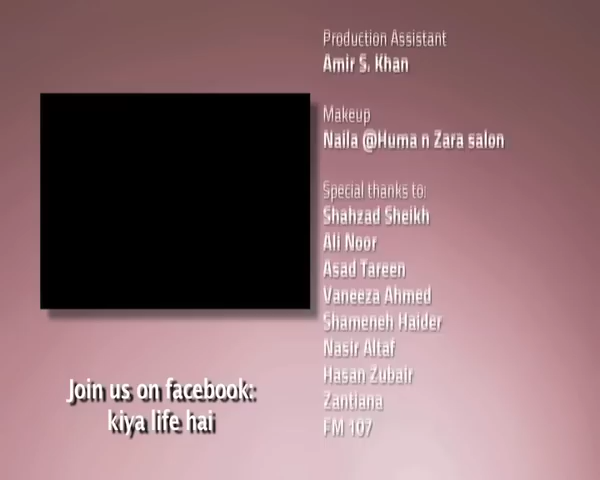 Production Assistant
Amir S. Khan
Makeup
Naila @Huma n Zara salon
Special thanks to:
Shahzad Sheikh
Ali Noor
Asad Tareen
Vaneeza Ahmed
Shameneh Haider
Nasir Altaf
Hasan Zubair
Zantiana
FM 107
Join us on facebook:
kiya life hai